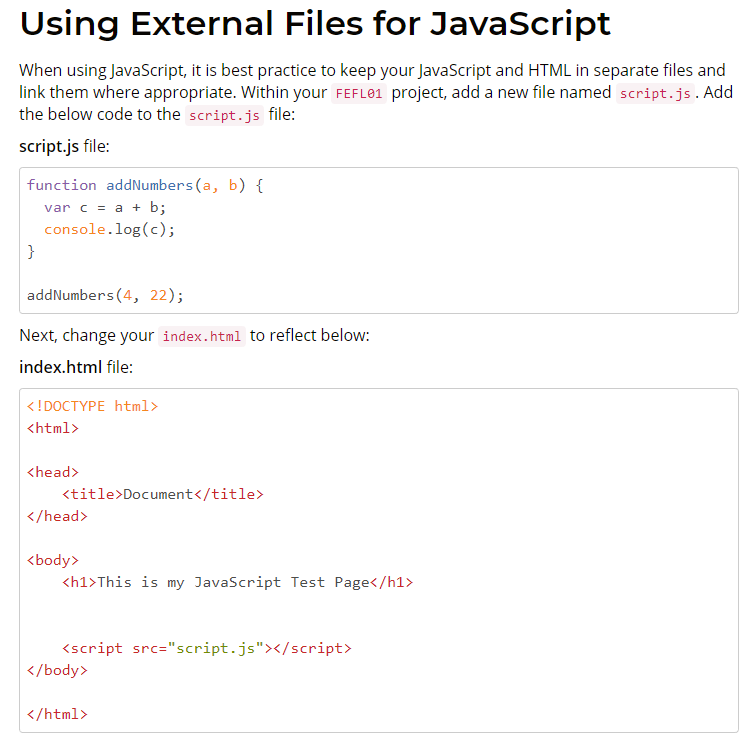 Using External Files for JavaScript
When using JavaScript, it is best practice to keep your JavaScript and HTML in separate files and
link them where appropriate. Within your FEFL01 project, add a new file named script.js. Add
the below code to the script.js file:
script.js file:
function addNumbers(a, b) {
  var c = a + b;
  console.log(c);
}
addNumbers(4, 22);
Next, change your index.html to reflect below:
index.html file:
<!DOCTYPE html>
<html>
<head>
    <title>Document</title>
</head>
<body>
    <h1>This is my JavaScript Test Page</h1>
    <script src="script.js"></script>
</body>
</html>